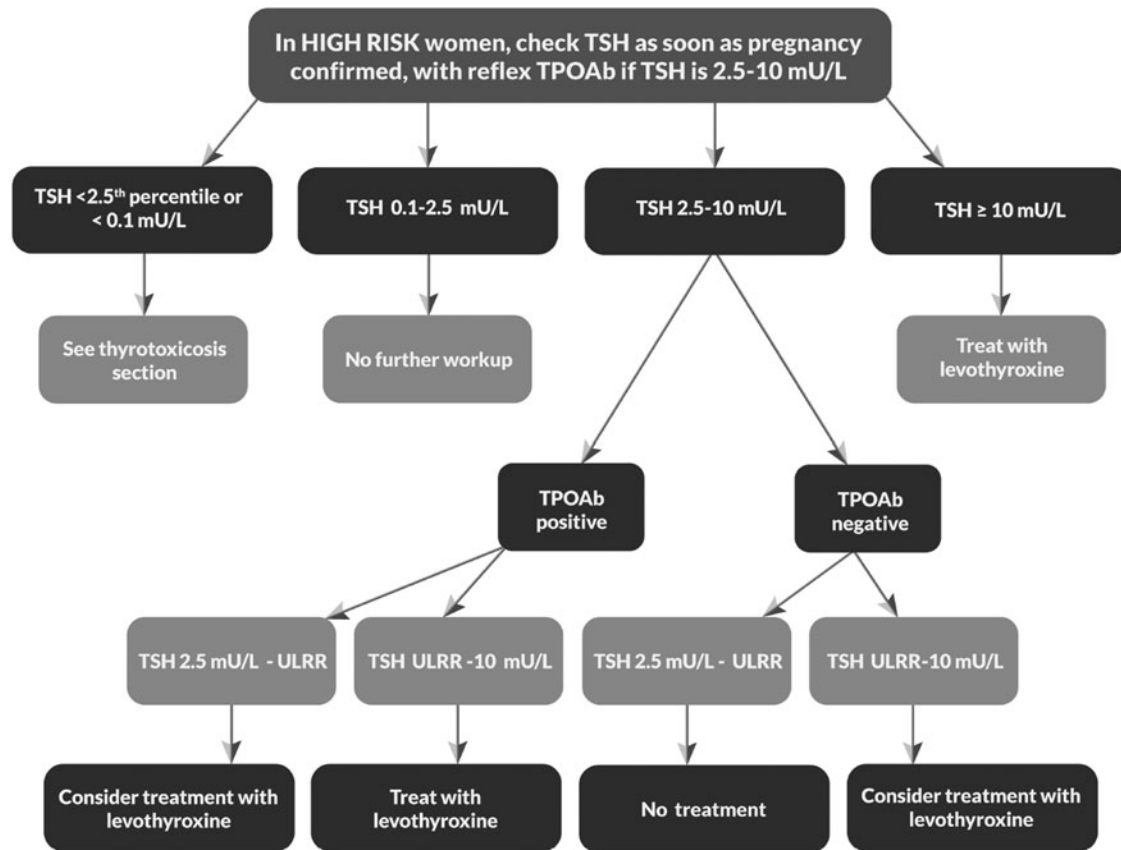 In HIGH RISK women, check TSH as soon as pregnancy
confirmed, with reflex TPOAb if TSH is 2.5-10 mU/L
TSH <2.5th percentile or
< 0.1 mU/L
TSH 0.1-2.5 mU/L
TSH 2.5-10 mU/L
TSH ≥ 10 mU/L
See thyrotoxicosis
section
No further workup
Treat with
levothyroxine
TPOAb
positive
TPOAb
negative
TSH 2.5 mU/L - ULRR
TSH ULRR -10 mU/L
TSH 2.5 mU/L - ULRR
TSH ULRR-10 mU/L
Consider treatment with
levothyroxine
Treat with
levothyroxine
No treatment
Consider treatment with
levothyroxine